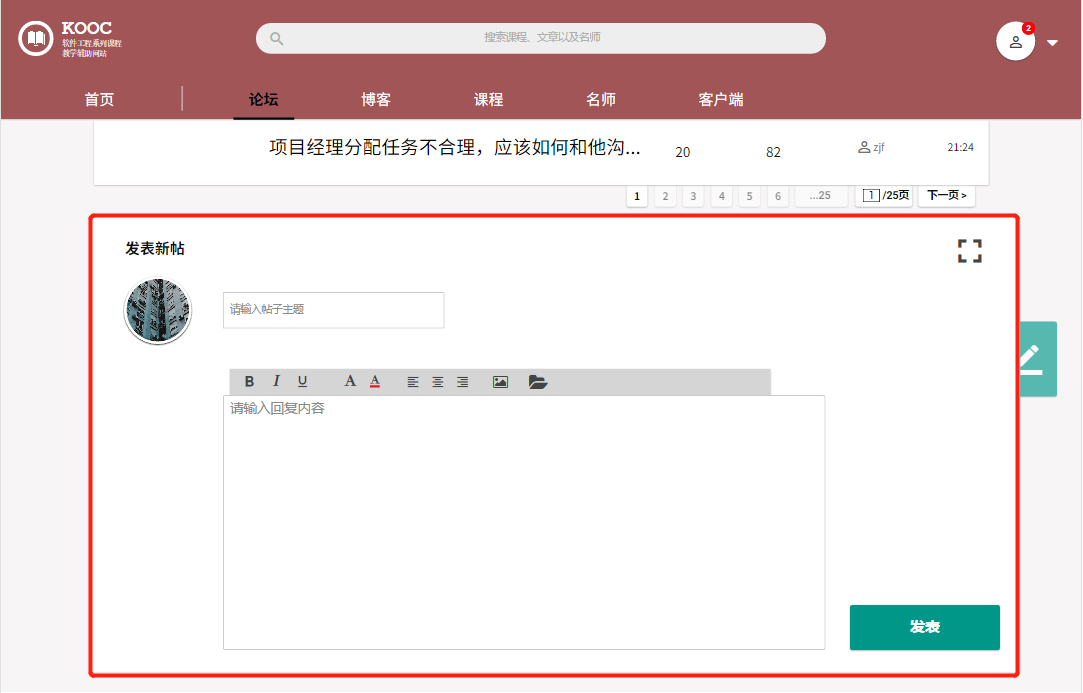 KOOC
软件工程系列课程
教学辅助网站
搜索课程、文章以及名师
2
首页 论坛 博客 课程 名师 客户端
项目经理分配任务不合理，应该如何和他沟... 20 82 zjf 21:24
1 2 3 4 5 6 ...25 1 /25页 下一页 >
发表新帖
请输入帖子主题
B I U A A
请输入回复内容
发表